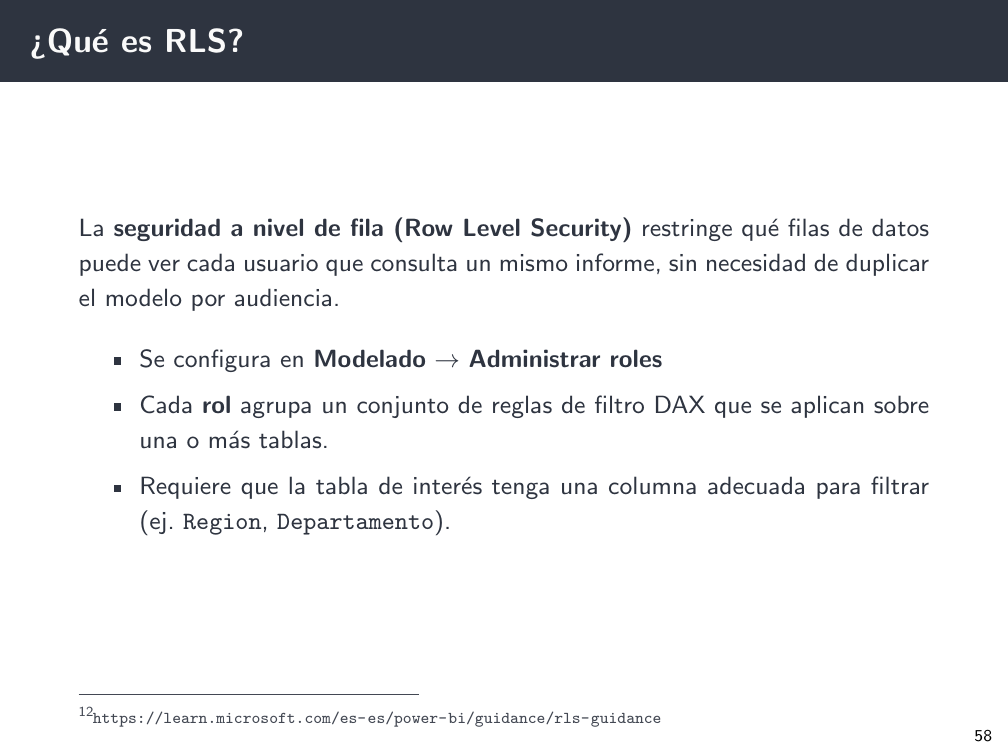 ¿Qué es RLS?
La seguridad a nivel de fila (Row Level Security) restringe qué filas de datos
puede ver cada usuario que consulta un mismo informe, sin necesidad de duplicar
el modelo por audiencia.
▪ Se configura en Modelado → Administrar roles
▪ Cada rol agrupa un conjunto de reglas de filtro DAX que se aplican sobre
una o más tablas.
▪ Requiere que la tabla de interés tenga una columna adecuada para filtrar
(ej. Region, Departamento).
12https://learn.microsoft.com/es-es/power-bi/guidance/rls-guidance
58